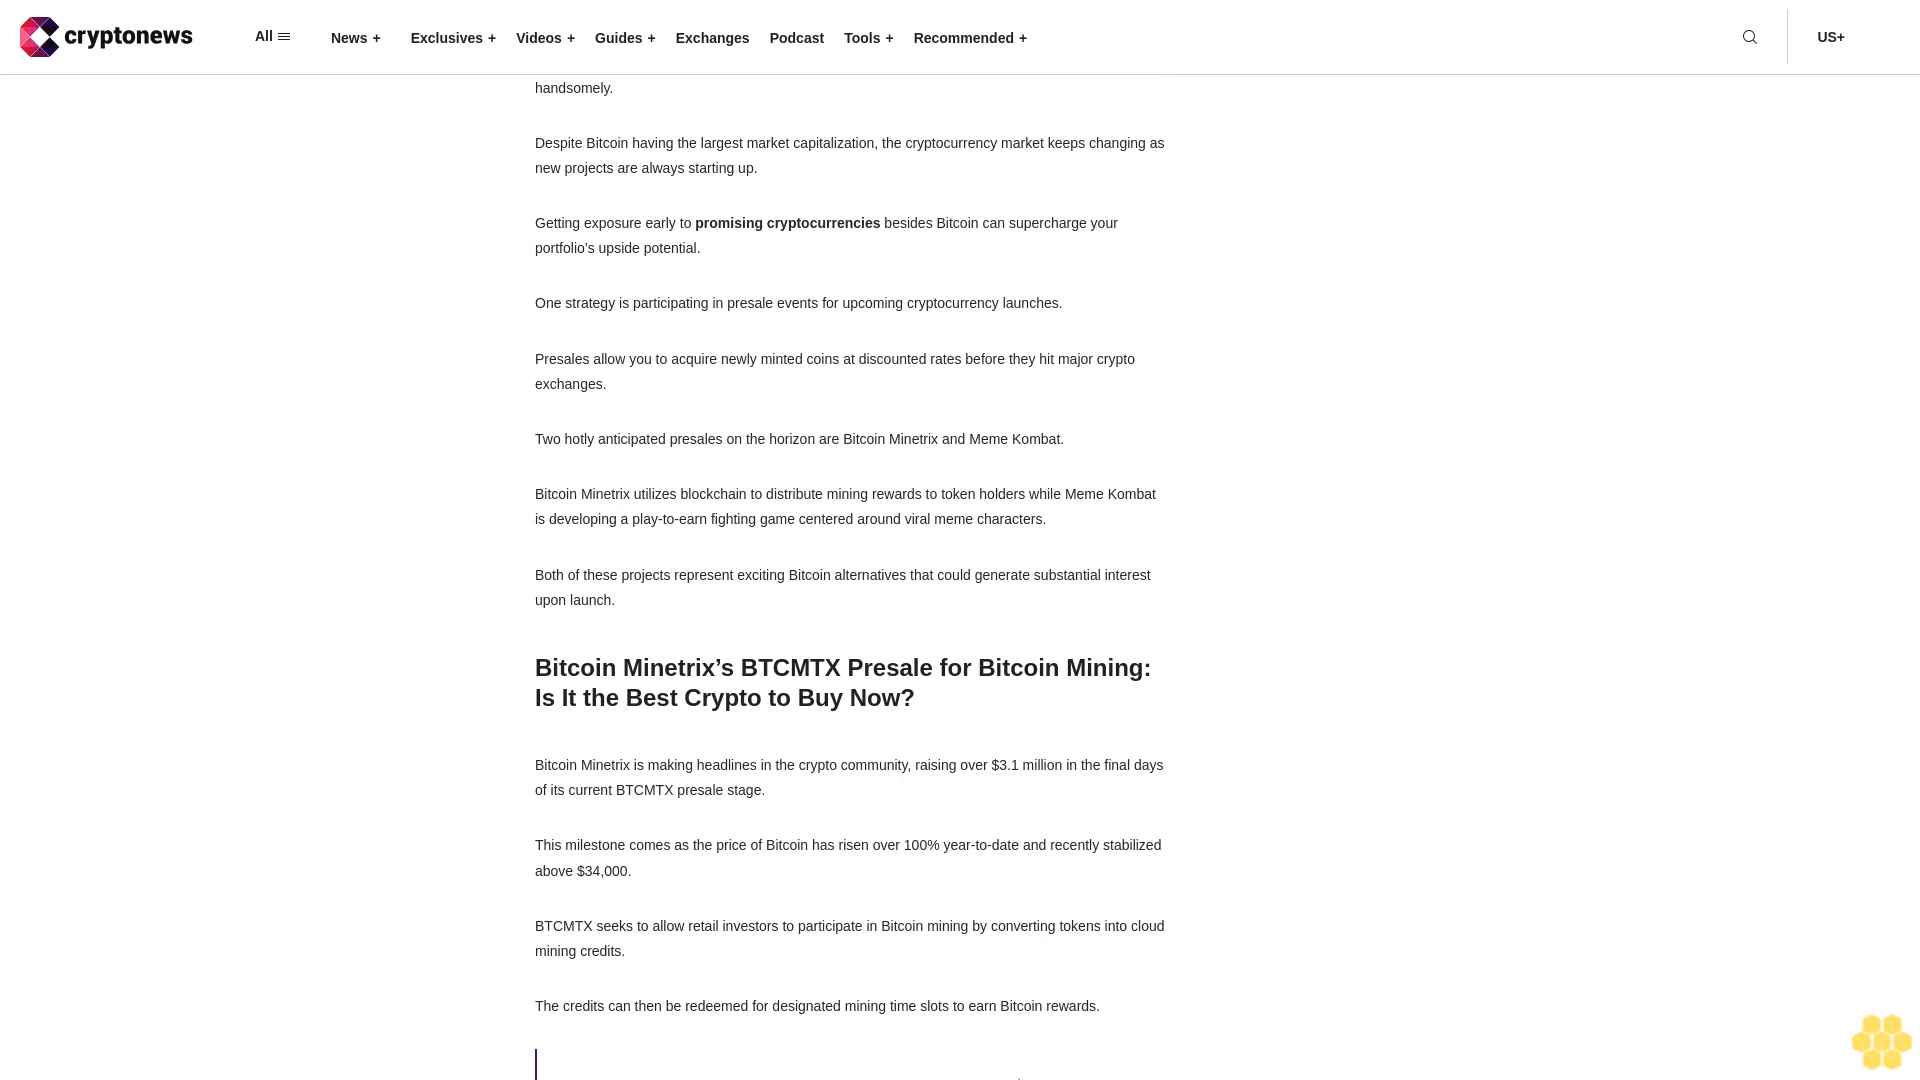 cryptonews
All
News +
Exclusives +
Videos +
Guides +
Exchanges
Podcast
Tools +
Recommended +
US+
handsomely.
Despite Bitcoin having the largest market capitalization, the cryptocurrency market keeps changing as
new projects are always starting up.
Getting exposure early to promising cryptocurrencies besides Bitcoin can supercharge your
portfolio’s upside potential.
One strategy is participating in presale events for upcoming cryptocurrency launches.
Presales allow you to acquire newly minted coins at discounted rates before they hit major crypto
exchanges.
Two hotly anticipated presales on the horizon are Bitcoin Minetrix and Meme Kombat.
Bitcoin Minetrix utilizes blockchain to distribute mining rewards to token holders while Meme Kombat
is developing a play-to-earn fighting game centered around viral meme characters.
Both of these projects represent exciting Bitcoin alternatives that could generate substantial interest
upon launch.
Bitcoin Minetrix’s BTCMTX Presale for Bitcoin Mining:
Is It the Best Crypto to Buy Now?
Bitcoin Minetrix is making headlines in the crypto community, raising over $3.1 million in the final days
of its current BTCMTX presale stage.
This milestone comes as the price of Bitcoin has risen over 100% year-to-date and recently stabilized
above $34,000.
BTCMTX seeks to allow retail investors to participate in Bitcoin mining by converting tokens into cloud
mining credits.
The credits can then be redeemed for designated mining time slots to earn Bitcoin rewards.